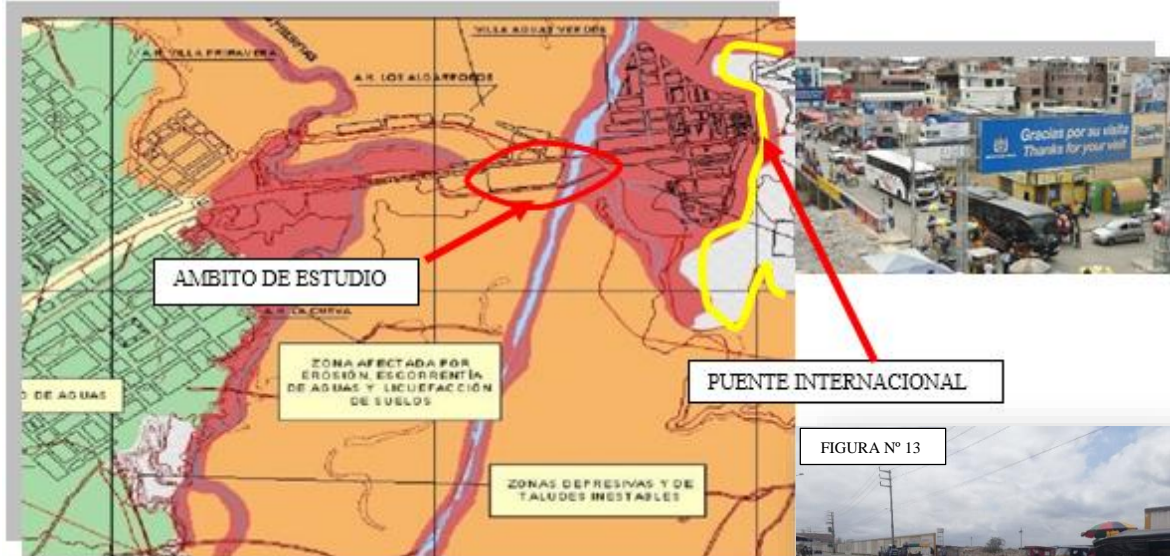 VILLA AGUAS VERDES
A.H. VILLA PRIMAVERA
A.H. LOS ALGARROBOS
Gracias por su visita
Thanks for your visit
AMBITO DE ESTUDIO
A.H. LA CUEVA
ZONA AFECTADA POR
EROSIÓN, ESCORRENTÍA
DE AGUAS Y LICUEFACCIÓN
DE SUELOS
PUENTE INTERNACIONAL
DE AGUAS
FIGURA Nº 13
ZONAS DEPRESIVAS Y DE
TALUDES INESTABLES